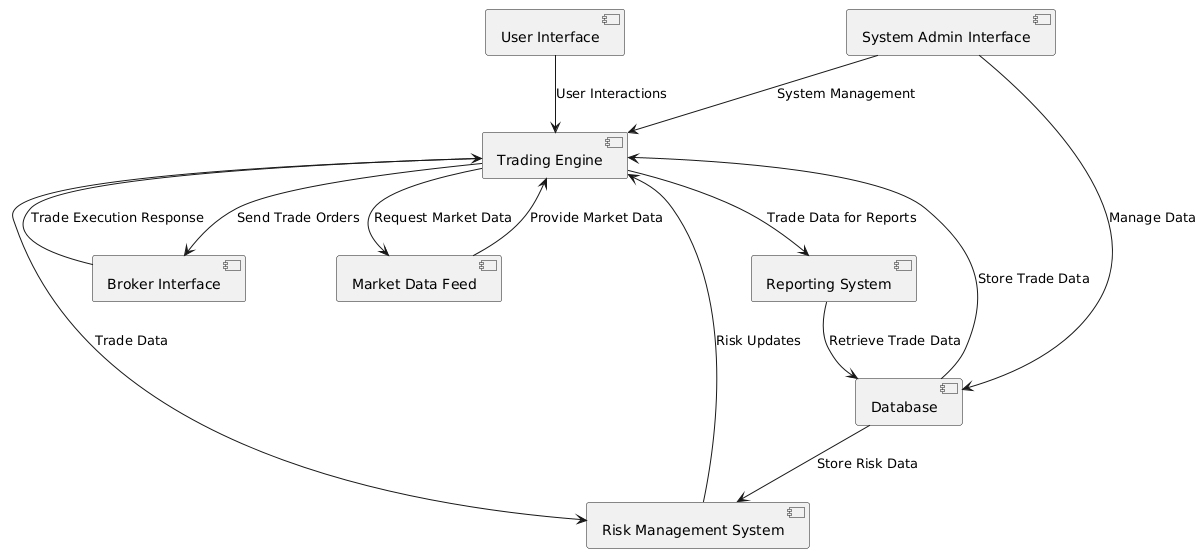 User Interface
System Admin Interface
User Interactions
System Management
Trading Engine
Trade Execution Response
Send Trade Orders
Request Market Data
Provide Market Data
Trade Data for Reports
Manage Data
Broker Interface
Market Data Feed
Reporting System
Store Trade Data
Trade Data
Risk Updates
Retrieve Trade Data
Database
Store Risk Data
Risk Management System